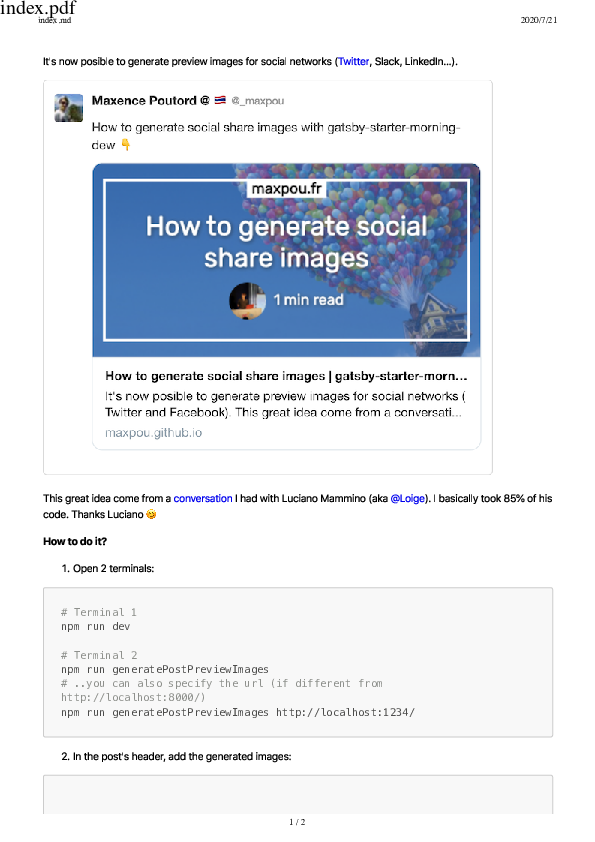 index.pdf
index.md
2020/7/21
It's now posible to generate preview images for social networks (Twitter, Slack, LinkedIn...).
Maxence Poutord @ 🇹🇭 @_maxpou
How to generate social share images with gatsby-starter-morning-
dew 👇
maxpou.fr
How to generate social
share images
1 min read
How to generate social share images | gatsby-starter-morn...
It's now posible to generate preview images for social networks (
Twitter and Facebook). This great idea come from a conversati...
maxpou.github.io
This great idea come from a conversation I had with Luciano Mammino (aka @Loige). I basically took 85% of his
code. Thanks Luciano 😉
How to do it?
1. Open 2 terminals:
# Terminal 1
npm run dev
# Terminal 2
npm run generatePostPreviewImages
# ..you can also specify the url (if different from
http://localhost:8000/)
npm run generatePostPreviewImages http://localhost:1234/
2. In the post's header, add the generated images:
1 / 2